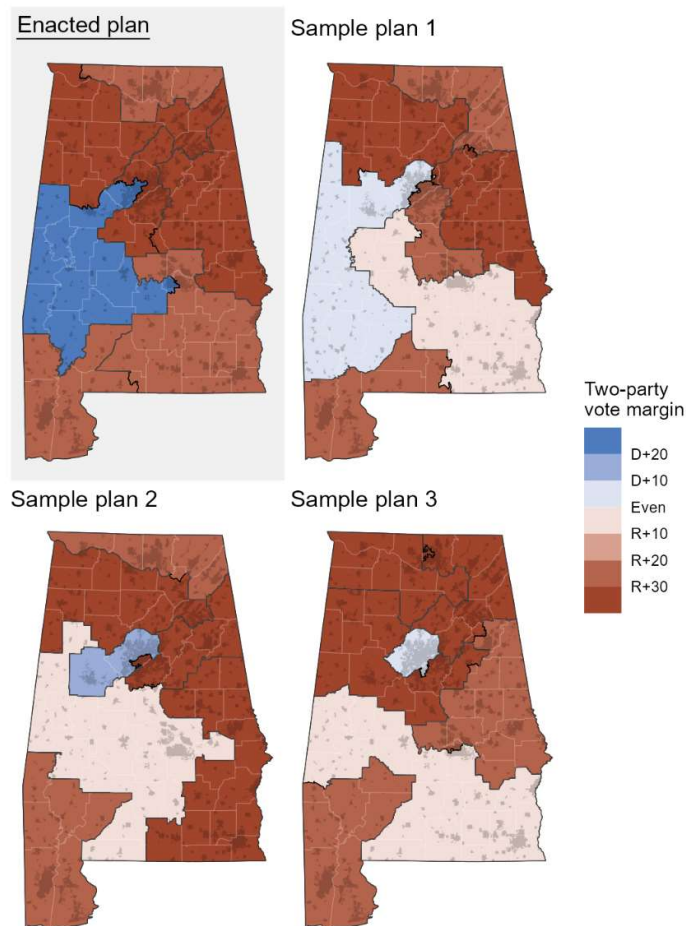 Enacted plan
Sample plan 1
Two-party
vote margin
D+20
D+10
Even
R+10
R+20
R+30
Sample plan 2
Sample plan 3